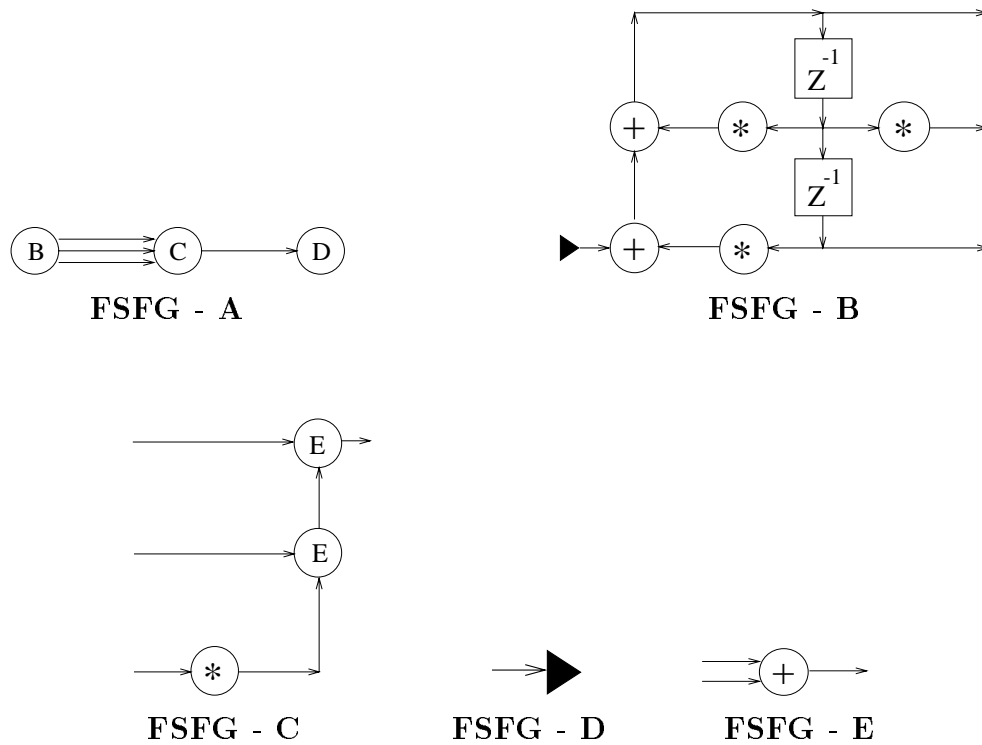 Z-1
+ * *
Z-1
B C D
+ *
FSFG - A
FSFG - B
E
E
*
+
FSFG - C
FSFG - D
FSFG - E